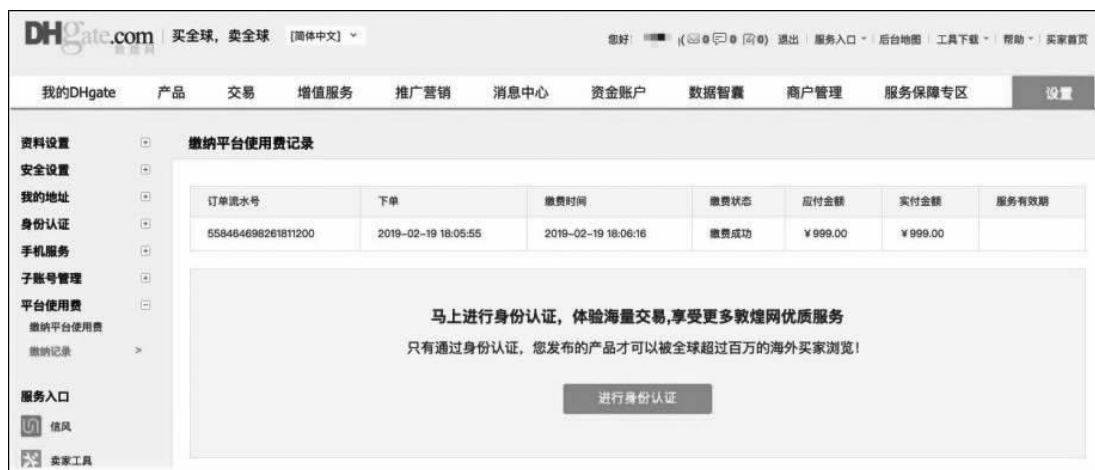 DHgate.com 买全球，卖全球 [简体中文]
敦煌网
您好! (0 0 0) 退出 服务入口 后台地图 工具下载 帮助 买家首页
我的DHgate 产品 交易 增值服务 推广营销 消息中心 资金账户 数据智囊 商户管理 服务保障专区 设置
资料设置
安全设置
我的地址
身份认证
手机服务
子账号管理
平台使用费
缴纳平台使用费
缴纳记录 >
服务入口
信风
卖家工具
缴纳平台使用费记录
订单流水号 下单 缴费时间 缴费状态 应付金额 实付金额 服务有效期
558464698261811200 2019-02-19 18:05:55 2019-02-19 18:06:16 缴费成功 ￥999.00 ￥999.00
马上进行身份认证，体验海量交易,享受更多敦煌网优质服务
只有通过身份认证，您发布的产品才可以被全球超过百万的海外买家浏览!
进行身份认证